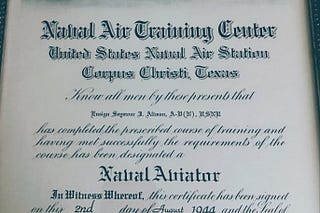 Naval Air Training Center
United States Naval Air Station
Corpus Christi, Texas
Know all men by these presents that
Ensign Seymour I. Altman, A-V(N), USNR
has completed the prescribed course of training and
having met successfully the requirements of the
course has been designated a
Naval Aviator
In Witness Whereof, this certificate has been signed
on this 2nd day of August 1944 and the Seal of